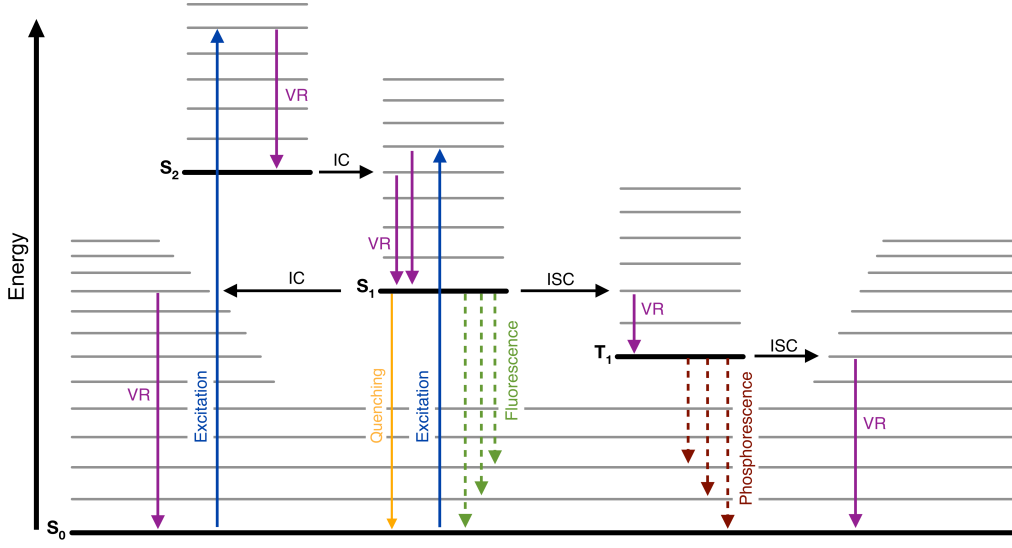 Energy
VR
S2
IC
VR
IC
S1
ISC
VR
T1
ISC
VR
Excitation
Quenching
Excitation
Fluorescence
Phosphorescence
VR
S0